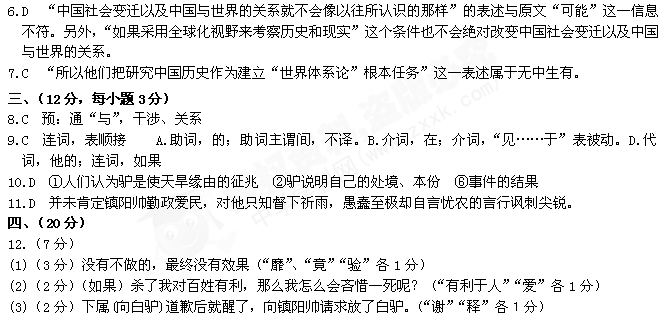 6.D “中国社会变迁以及中国与世界的关系就不会像以往所认识的那样”的表述与原文“可能”这一信息
不符。另外，“如果采用全球化视野来考察历史和现实”这个条件也不会绝对改变中国社会变迁以及中国
与世界的关系。
7.C “所以他们把研究中国历史作为建立“世界体系论”根本任务”这一表述属于无中生有。
三、（12分，每小题3分）
8.C 预：通“与”，干涉、关系
9.C 连词，表顺接 A.助词，的；助词主谓间，不译。B.介词，在；介词，“见……于”表被动。D.代
词，他的；连词，如果
10.D ①人们认为驴是使天旱缘由的征兆 ②驴说明自己的处境、本份 ⑥事件的结果
11.D 并未肯定镇阳帅勤政爱民，对他只知督下祈雨，愚蠢至极却自言忧农的言行讽刺尖锐。
四、（20分）
12.（7分）
(1)（3分）没有不做的，最终没有效果（“靡”、“竟”“验”各1分）
(2)（2分）（如果）杀了我对百姓有利，那么我怎么会吝惜一死呢？（“有利于人”“爱”各1分）
(3)（2分）下属(向白驴)道歉后就醒了，向镇阳帅请求放了白驴。（“谢”“释”各1分）